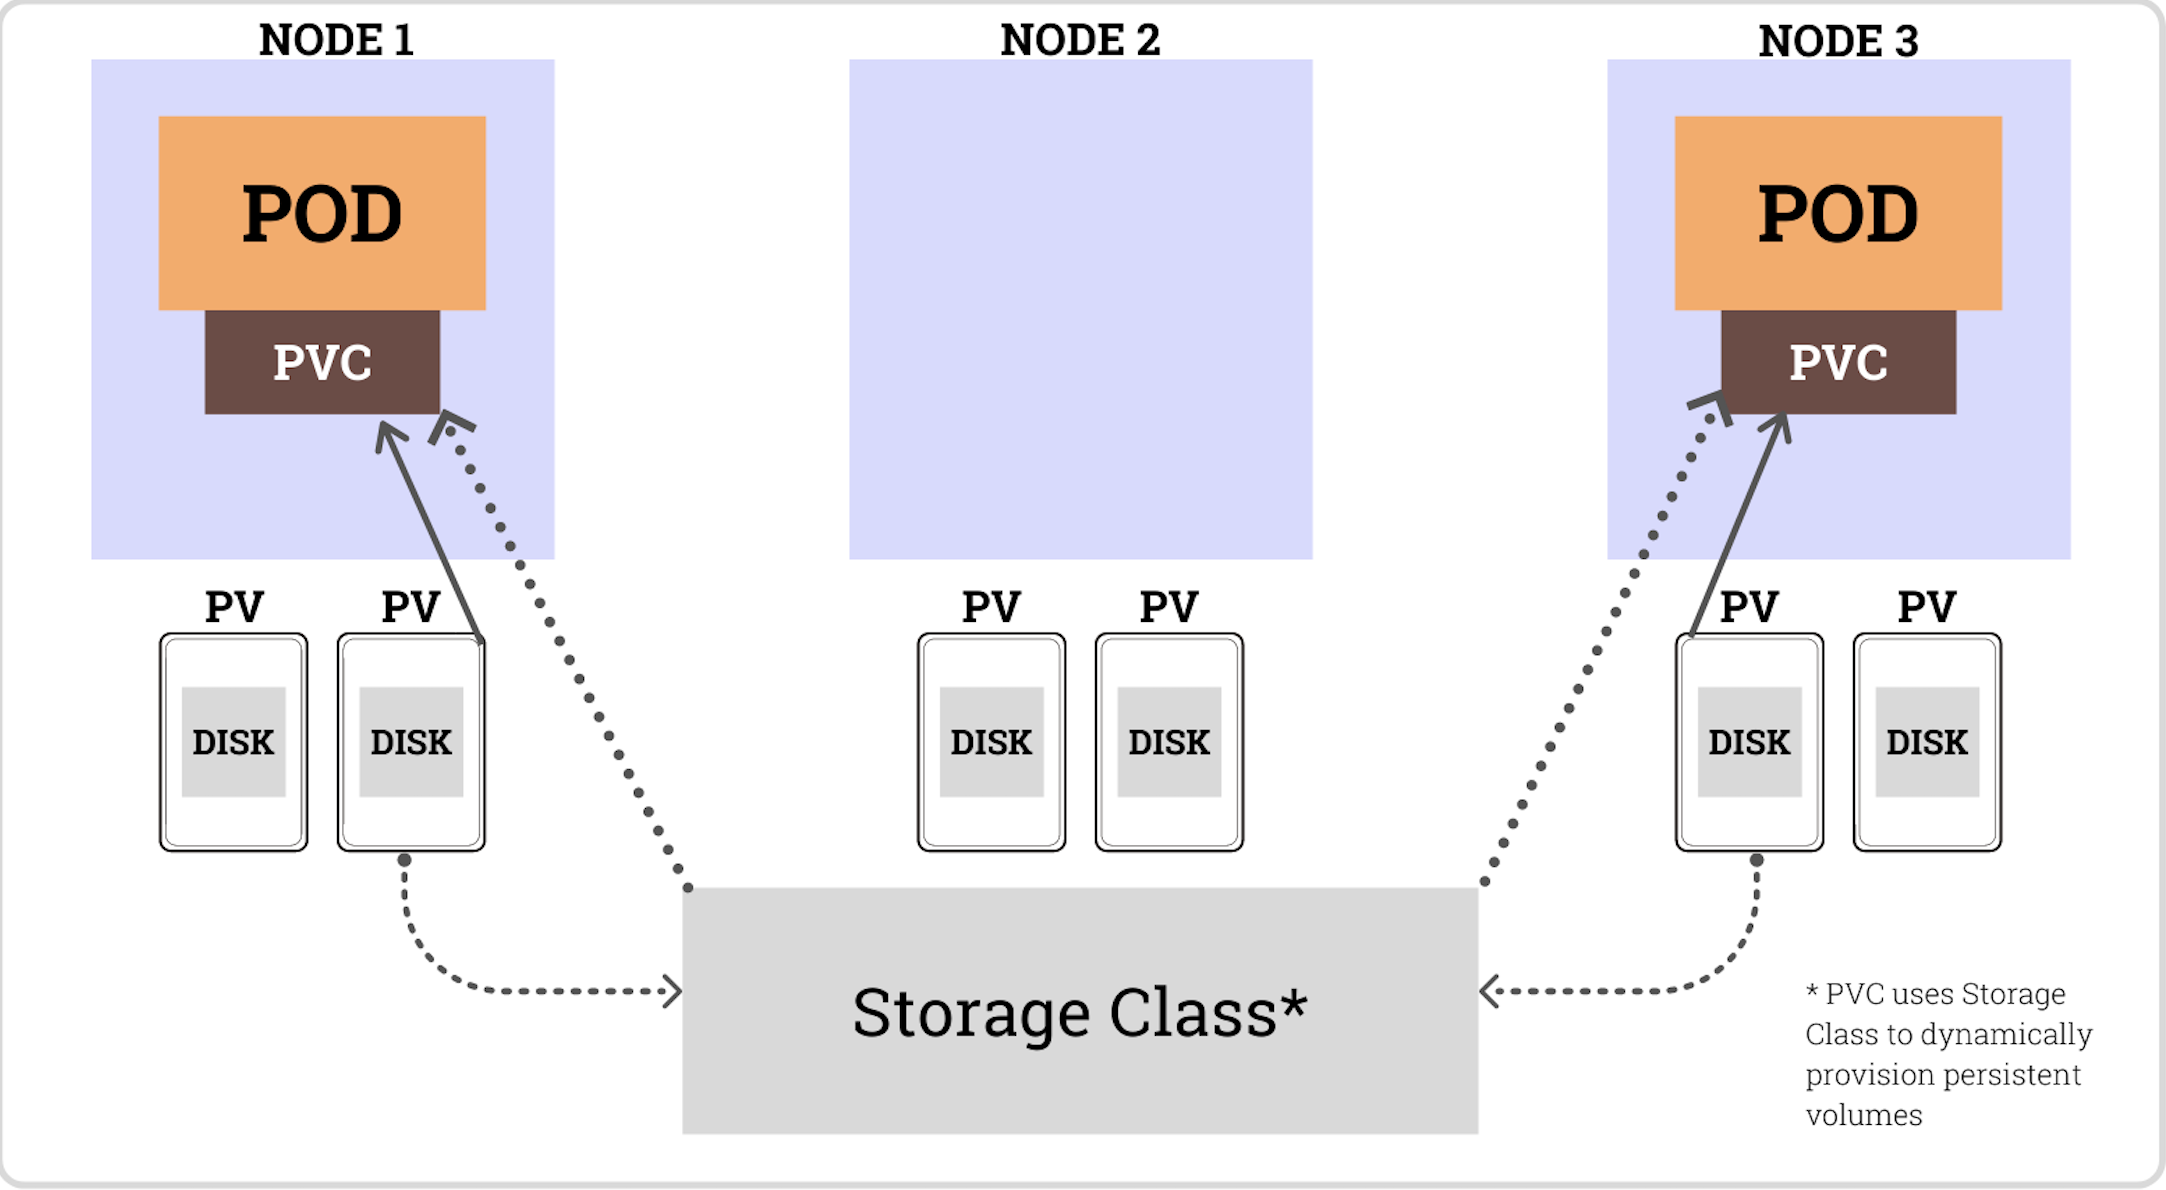 NODE 1
NODE 2
NODE 3
POD
POD
PVC
PVC
PV
PV
PV
PV
PV
PV
DISK
DISK
DISK
DISK
DISK
DISK
Storage Class*
* PVC uses Storage
Class to dynamically
provision persistent
volumes